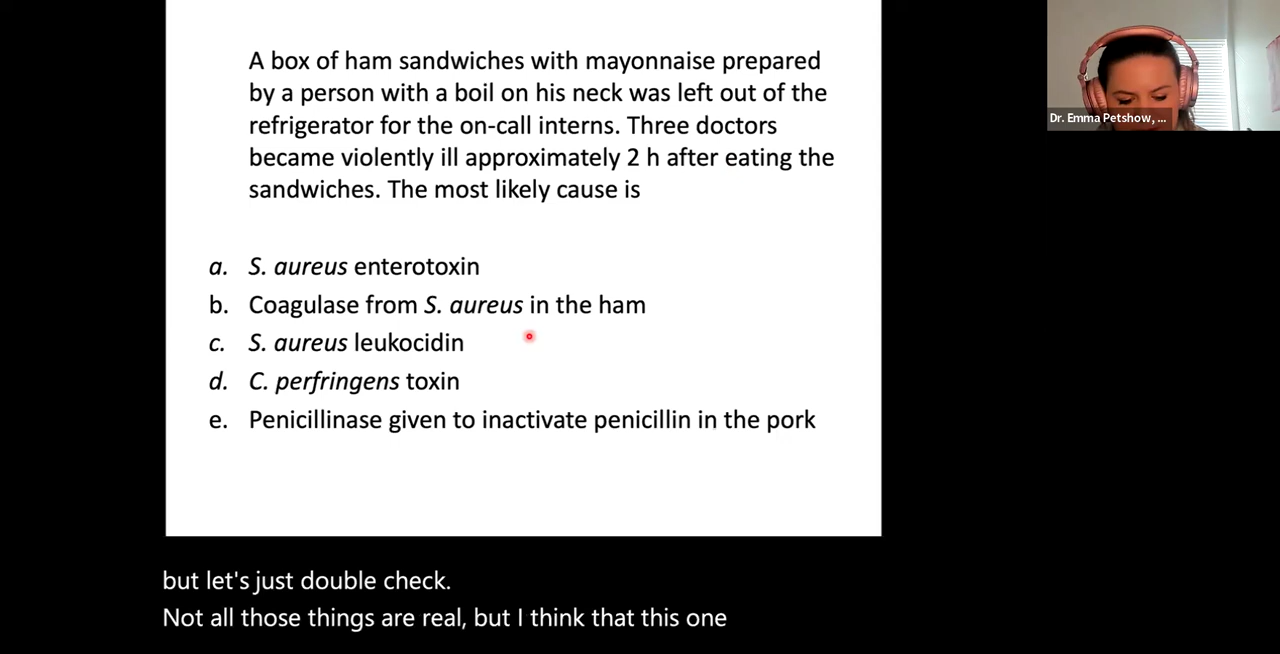 A box of ham sandwiches with mayonnaise prepared
by a person with a boil on his neck was left out of the
refrigerator for the on-call interns. Three doctors
became violently ill approximately 2 h after eating the
sandwiches. The most likely cause is
a. S. aureus enterotoxin
b. Coagulase from S. aureus in the ham
c. S. aureus leukocidin
d. C. perfringens toxin
e. Penicillinase given to inactivate penicillin in the pork
Dr. Emma Petshow, ...
but let's just double check.
Not all those things are real, but I think that this one